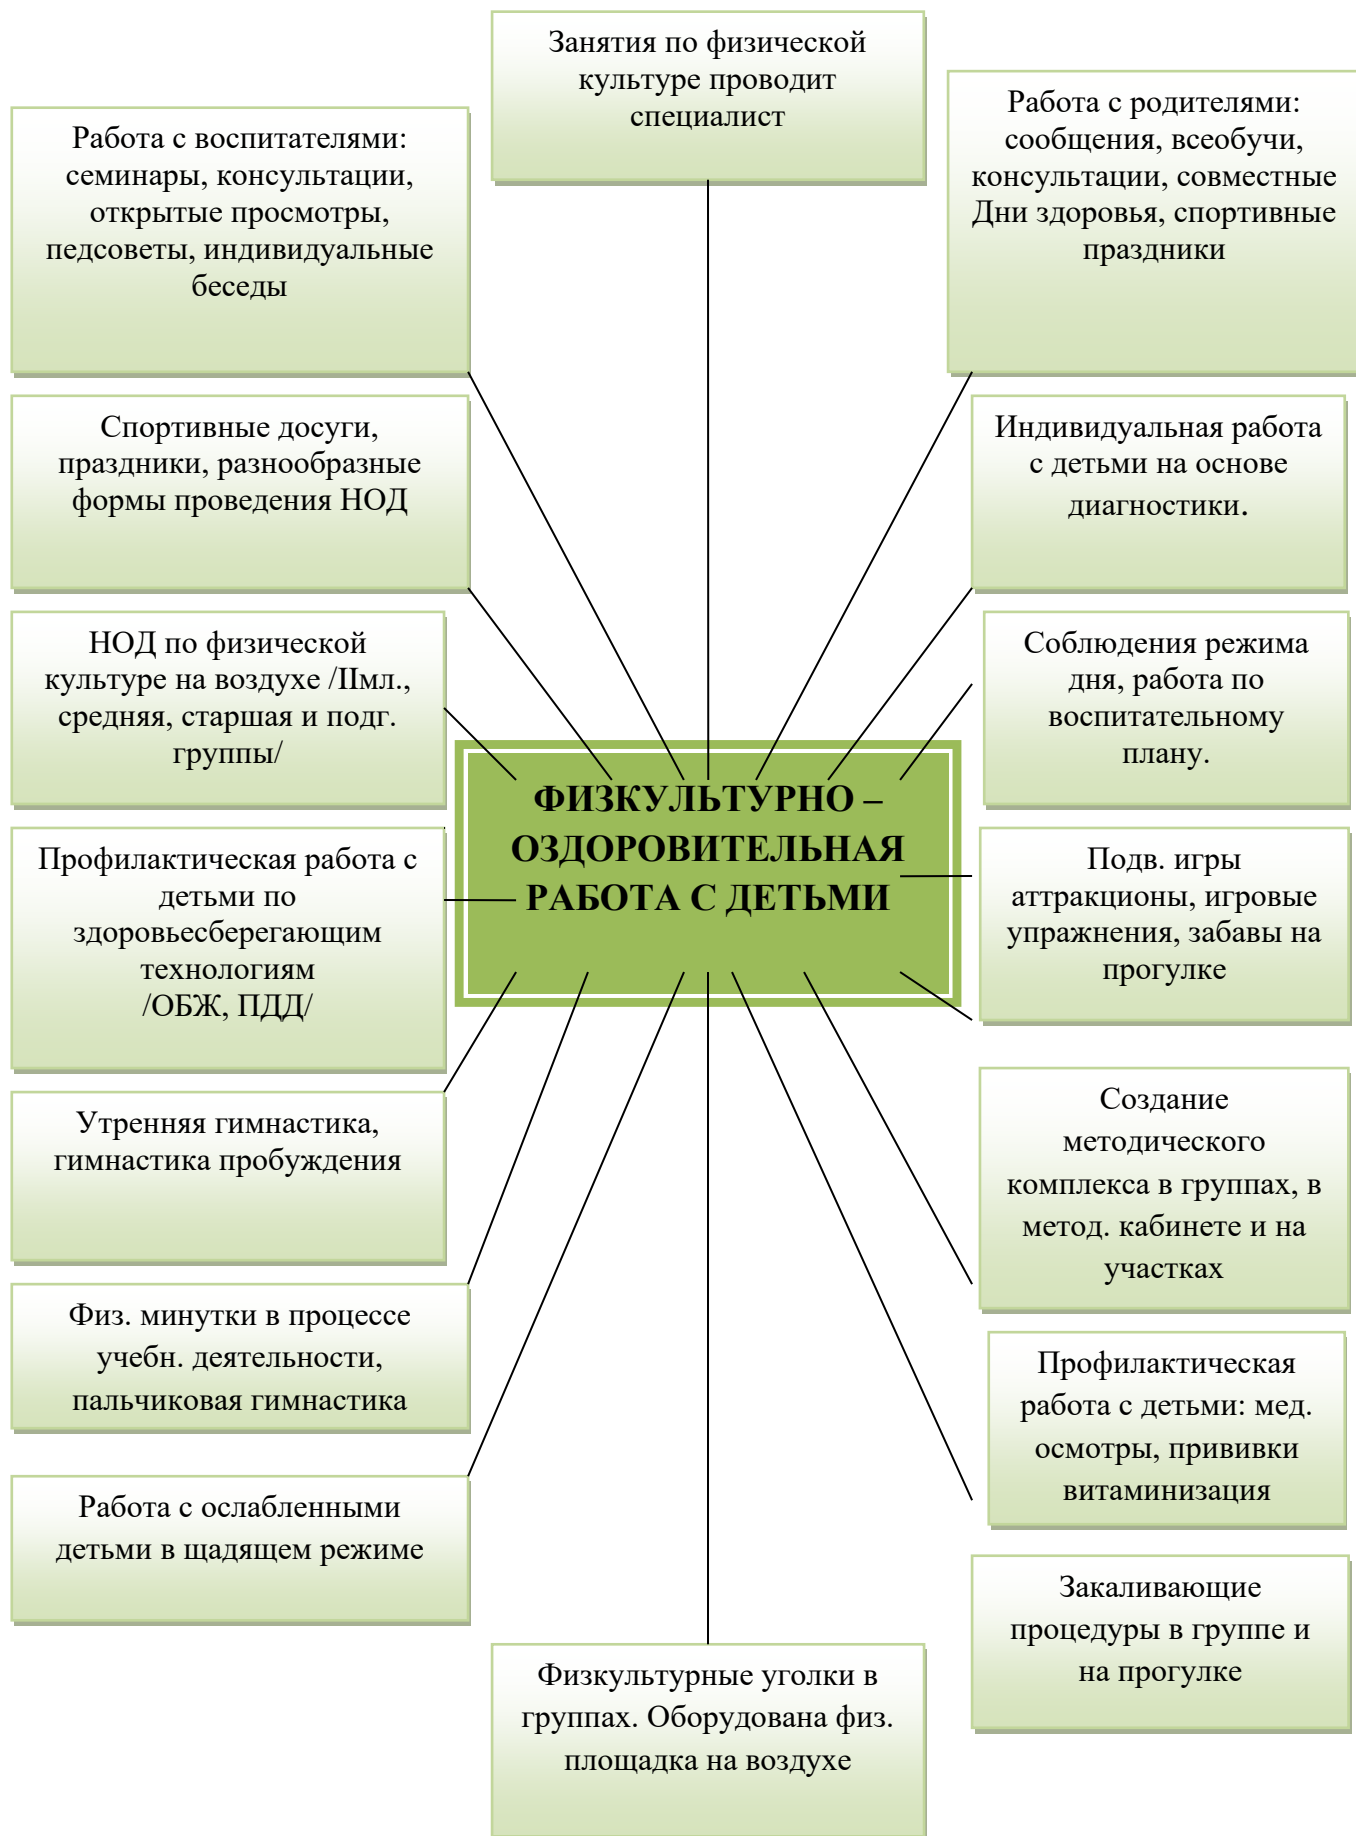 Занятия по физической
культуре проводит
специалист
Работа с воспитателями:
семинары, консультации,
открытые просмотры,
педсоветы, индивидуальные
беседы
Работа с родителями:
сообщения, всеобучи,
консультации, совместные
Дни здоровья, спортивные
праздники
Спортивные досуги,
праздники, разнообразные
формы проведения НОД
Индивидуальная работа
с детьми на основе
диагностики.
НОД по физической
культуре на воздухе /IIмл.,
средняя, старшая и подг.
группы/
Соблюдения режима
дня, работа по
воспитательному
плану.
ФИЗКУЛЬТУРНО –
ОЗДОРОВИТЕЛЬНАЯ
РАБОТА С ДЕТЬМИ
Профилактическая работа с
детьми по
здоровьесберегающим
технологиям
/ОБЖ, ПДД/
Подв. игры
аттракционы, игровые
упражнения, забавы на
прогулке
Утренняя гимнастика,
гимнастика пробуждения
Создание
методического
комплекса в группах, в
метод. кабинете и на
участках
Физ. минутки в процессе
учебн. деятельности,
пальчиковая гимнастика
Профилактическая
работа с детьми: мед.
осмотры, прививки
витаминизация
Работа с ослабленными
детьми в щадящем режиме
Закаливающие
процедуры в группе и
на прогулке
Физкультурные уголки в
группах. Оборудована физ.
площадка на воздухе